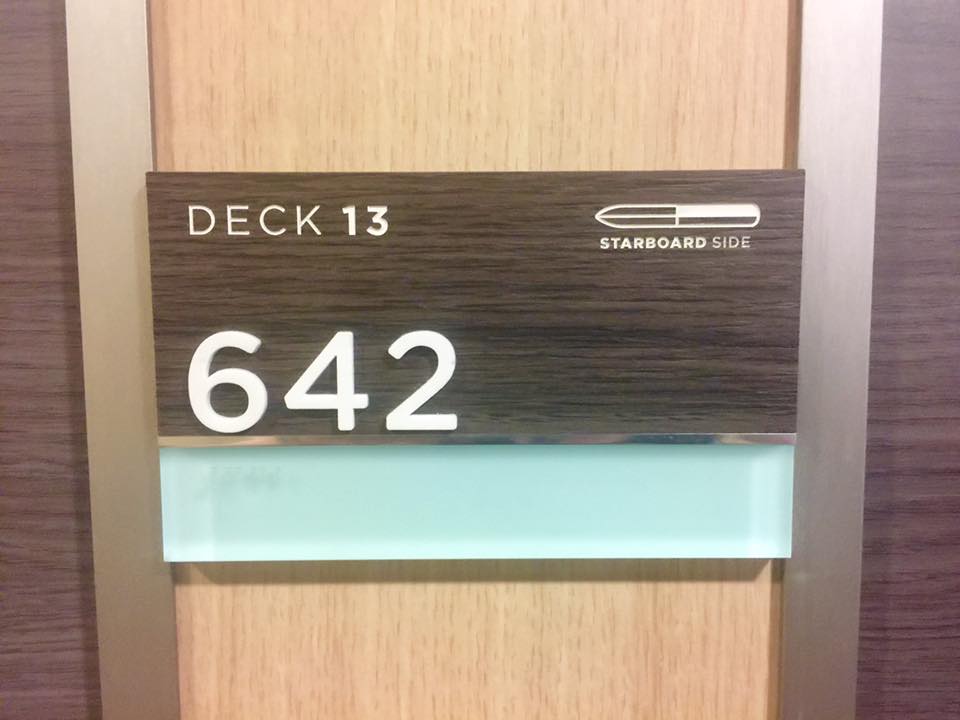 DECK 13
STARBOARD SIDE
642